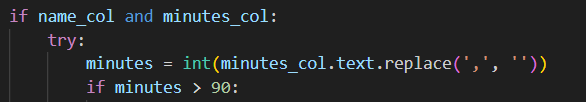 if name_col and minutes_col:
try:
minutes = int(minutes_col.text.replace(',', ''))
if minutes > 90: